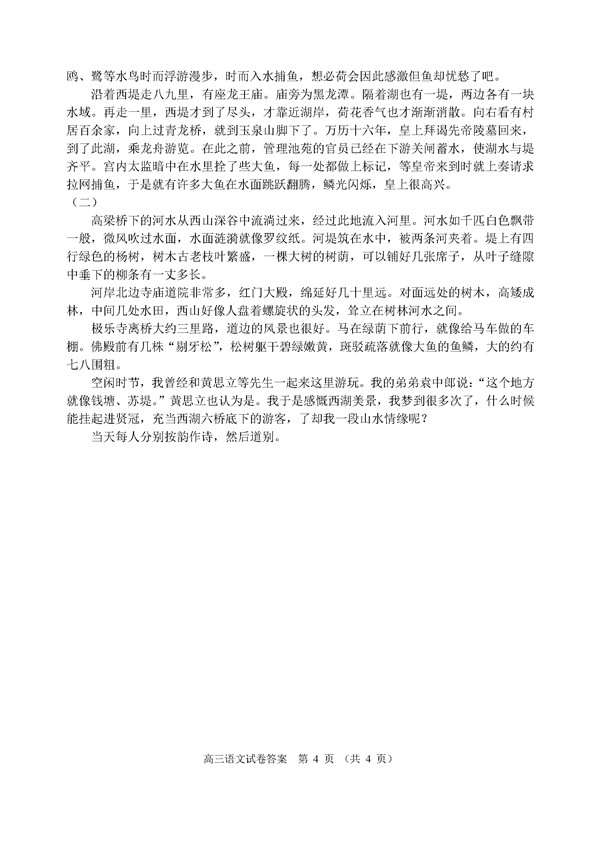 鸥、鹭等水鸟时而浮游漫步，时而入水捕鱼，想必荷会因此感激但鱼却忧愁了吧。
沿着西堤走八九里，有座龙王庙。庙旁为黑龙潭。隔着湖也有一堤，两边各有一块
水域。再走一里，西堤才到了尽头，才靠近湖岸，荷花香气也才渐渐消散。向右看有村
居百余家，向上过青龙桥，就到玉泉山脚下了。万历十六年，皇上拜谒先帝陵墓回来，
到了此湖，乘龙舟游览。在此之前，管理池苑的官员已经在下游关闸蓄水，使湖水与堤
齐平。宫内太监暗中在水里拴了些大鱼，每一处都做上标记，等皇帝来到时就上奏请求
拉网捕鱼，于是就有许多大鱼在水面跳跃翻腾，鳞光闪烁，皇上很高兴。
（二）
高梁桥下的河水从西山深谷中流淌过来，经过此地流入河里。河水如千匹白色飘带
一般，微风吹过水面，水面涟漪就像罗纹纸。河堤筑在水中，被两条河夹着。堤上有四
行绿色的杨树，树木古老枝叶繁盛，一棵大树的树荫，可以铺好几张席子，从叶子缝隙
中垂下的柳条有一丈多长。
河岸北边寺庙道院非常多，红门大殿，绵延好几十里远。对面远处的树木，高矮成
林，中间几处水田，西山好像人盘着螺旋状的头发，耸立在树林河水之间。
极乐寺离桥大约三里路，道边的风景也很好。马在绿荫下前行，就像给马车做的车
棚。佛殿前有几株“剔牙松”，松树躯干碧绿嫩黄，斑驳疏落就像大鱼的鱼鳞，大的约有
七八围粗。
空闲时节，我曾经和黄思立等先生一起来这里游玩。我的弟弟袁中郎说：“这个地方
就像钱塘、苏堤。”黄思立也认为是。我于是感慨西湖美景，我梦到很多次了，什么时候
能挂起进贤冠，充当西湖六桥底下的游客，了却我一段山水情缘呢？
当天每人分别按韵作诗，然后道别。
高三语文试卷答案 第 4 页 （共 4 页）